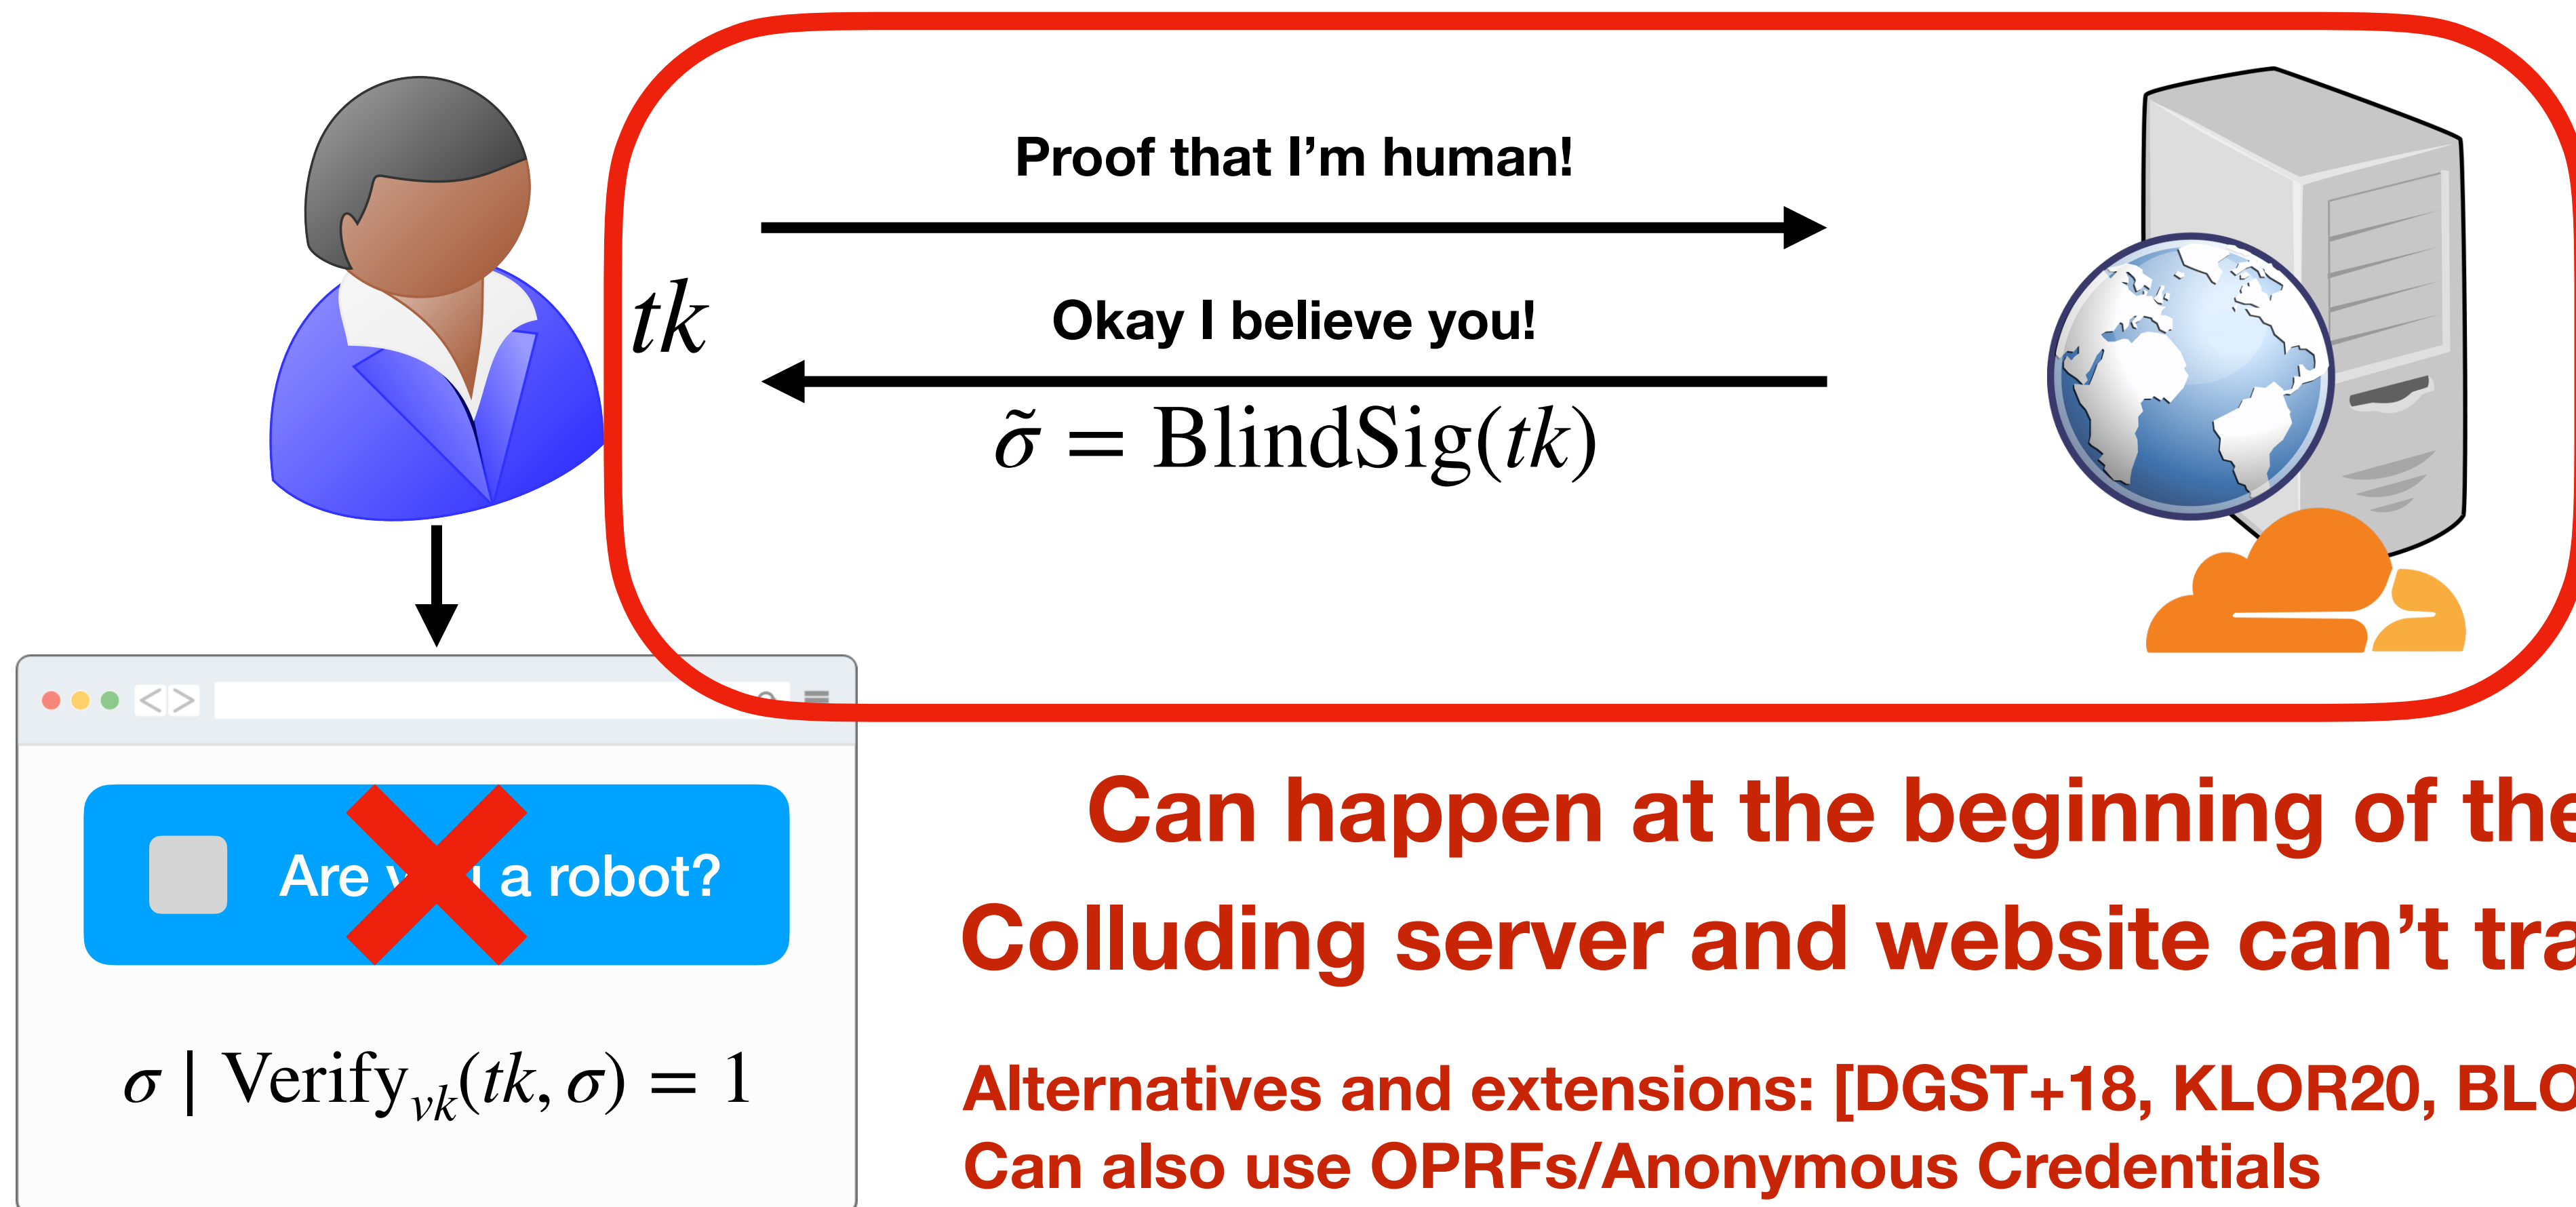 Proof that I'm human!
tk
Okay I believe you!
σ̃ = BlindSig(tk)
Are a robot?
σ | Verify_vk(tk, σ) = 1
Can happen at the beginning of the
Colluding server and website can't
Alternatives and extensions: [DGST+18, KLOR20,
Can also use OPRFs/Anonymous Credentials